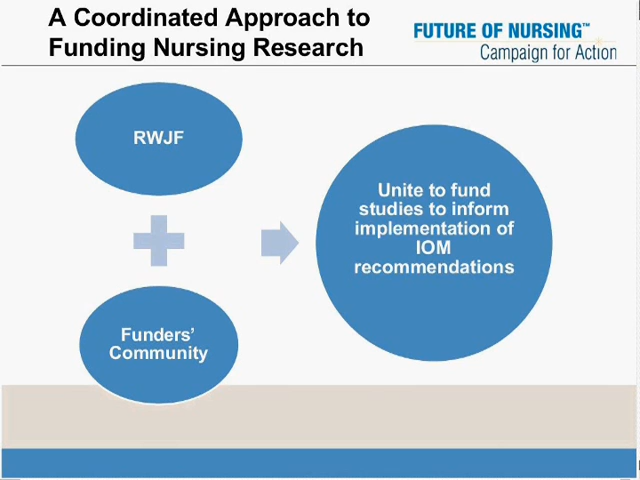 A Coordinated Approach to
Funding Nursing Research
FUTURE OF NURSING™
Campaign for Action
RWJF
Funders’
Community
Unite to fund
studies to inform
implementation of
IOM
recommendations